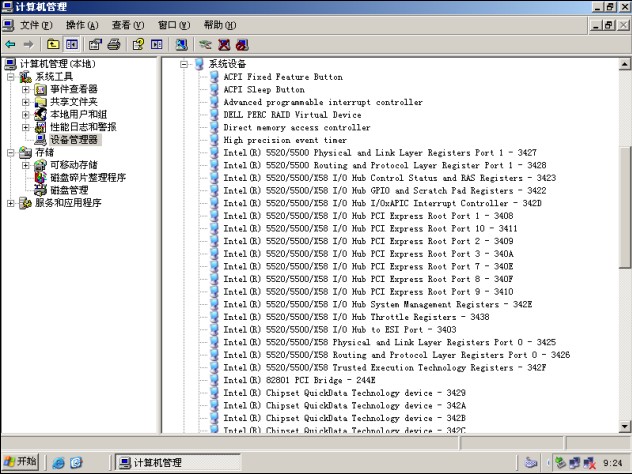 计算机管理
文件(F) 操作(A) 查看(V) 窗口(W) 帮助(H)
计算机管理(本地)
系统工具
事件查看器
共享文件夹
本地用户和组
性能日志和警报
设备管理器
存储
可移动存储
磁盘碎片整理程序
磁盘管理
服务和应用程序
系统设备
ACPI Fixed Feature Button
ACPI Sleep Button
Advanced programmable interrupt controller
DELL PERC RAID Virtual Device
Direct memory access controller
High precision event timer
Intel(R) 5520/5500 Physical and Link Layer Registers Port 1 - 3427
Intel(R) 5520/5500 Routing and Protocol Layer Register Port 1 - 3428
Intel(R) 5520/5500/X58 I/O Hub Control Status and RAS Registers - 3423
Intel(R) 5520/5500/X58 I/O Hub GPIO and Scratch Pad Registers - 3422
Intel(R) 5520/5500/X58 I/O Hub I/OxAPIC Interrupt Controller - 342D
Intel(R) 5520/5500/X58 I/O Hub PCI Express Root Port 1 - 3408
Intel(R) 5520/5500/X58 I/O Hub PCI Express Root Port 10 - 3411
Intel(R) 5520/5500/X58 I/O Hub PCI Express Root Port 2 - 3409
Intel(R) 5520/5500/X58 I/O Hub PCI Express Root Port 3 - 340A
Intel(R) 5520/5500/X58 I/O Hub PCI Express Root Port 7 - 340E
Intel(R) 5520/5500/X58 I/O Hub PCI Express Root Port 8 - 340F
Intel(R) 5520/5500/X58 I/O Hub PCI Express Root Port 9 - 3410
Intel(R) 5520/5500/X58 I/O Hub System Management Registers - 342E
Intel(R) 5520/5500/X58 I/O Hub Throttle Registers - 3438
Intel(R) 5520/5500/X58 I/O Hub to ESI Port - 3403
Intel(R) 5520/5500/X58 Physical and Link Layer Registers Port 0 - 3425
Intel(R) 5520/5500/X58 Routing and Protocol Layer Registers Port 0 - 3426
Intel(R) 5520/5500/X58 Trusted Execution Technology Registers - 342F
Intel(R) 82801 PCI Bridge - 244E
Intel(R) Chipset QuickData Technology device - 3429
Intel(R) Chipset QuickData Technology device - 342A
Intel(R) Chipset QuickData Technology device - 342B
Intel(R) Chipset QuickData Technology device - 342C
开始 计算机管理 9:24